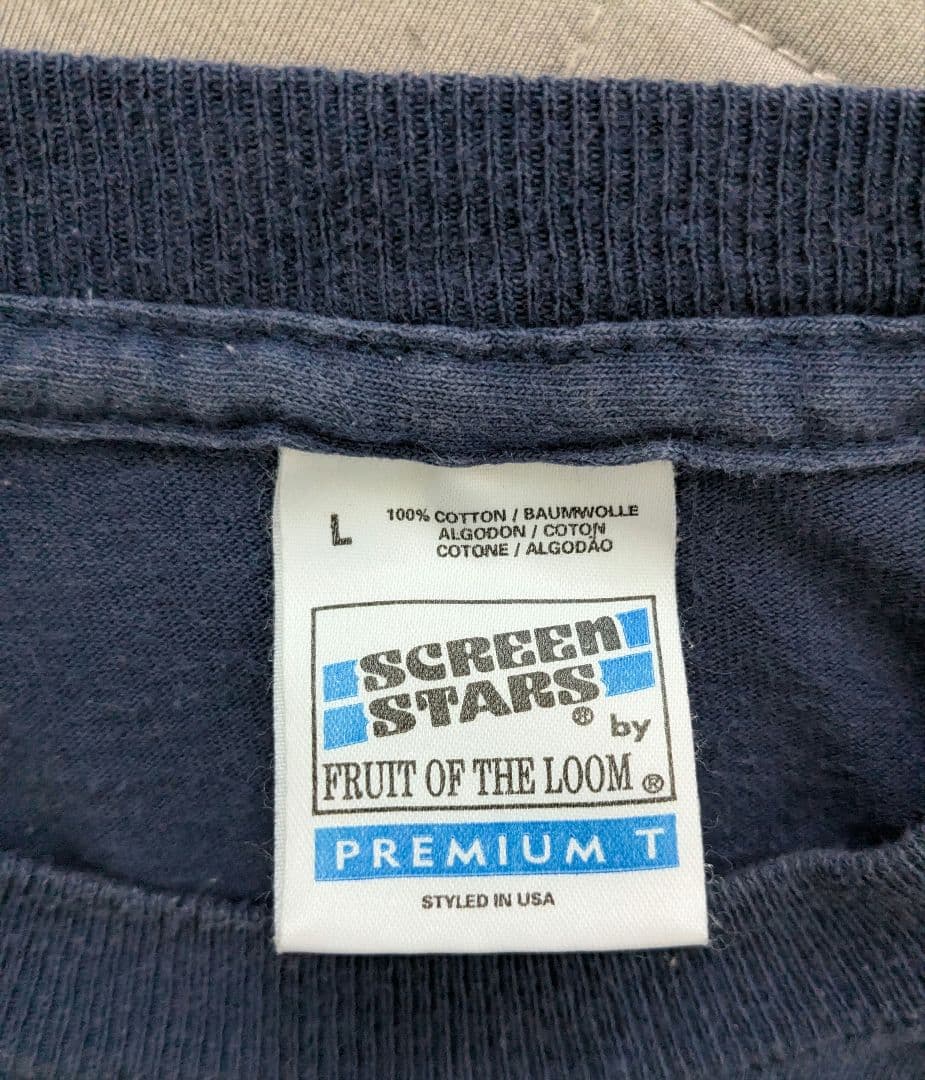 L
100% COTTON / BAUMWOLLE
ALGODON / COTON
COTONE / ALGODÃO
SCREEN
STARS® by
FRUIT OF THE LOOM®
PREMIUM T
STYLED IN USA